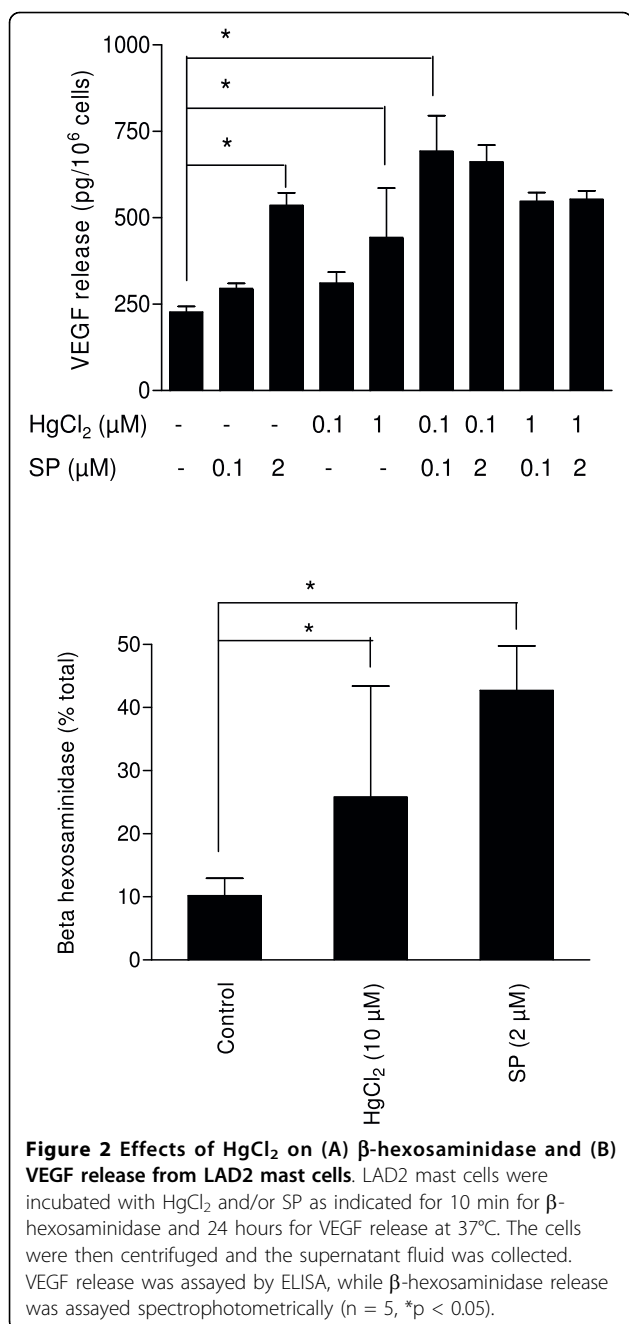 1000
750
500
250
0
VEGF release (pg/10⁶ cells)
*
*
*
HgCl₂ (µM) - - - 0.1 1 0.1 0.1 1 1
SP (µM) - 0.1 2 - - 0.1 2 0.1 2
50
40
30
20
10
0
Beta hexosaminidase (% total)
*
*
Control
HgCl₂ (10 µM)
SP (2 µM)
Figure 2 Effects of HgCl₂ on (A) β-hexosaminidase and (B)
VEGF release from LAD2 mast cells. LAD2 mast cells were
incubated with HgCl₂ and/or SP as indicated for 10 min for β-
hexosaminidase and 24 hours for VEGF release at 37°C. The cells
were then centrifuged and the supernatant fluid was collected.
VEGF release was assayed by ELISA, while β-hexosaminidase release
was assayed spectrophotometrically (n = 5, *p < 0.05).